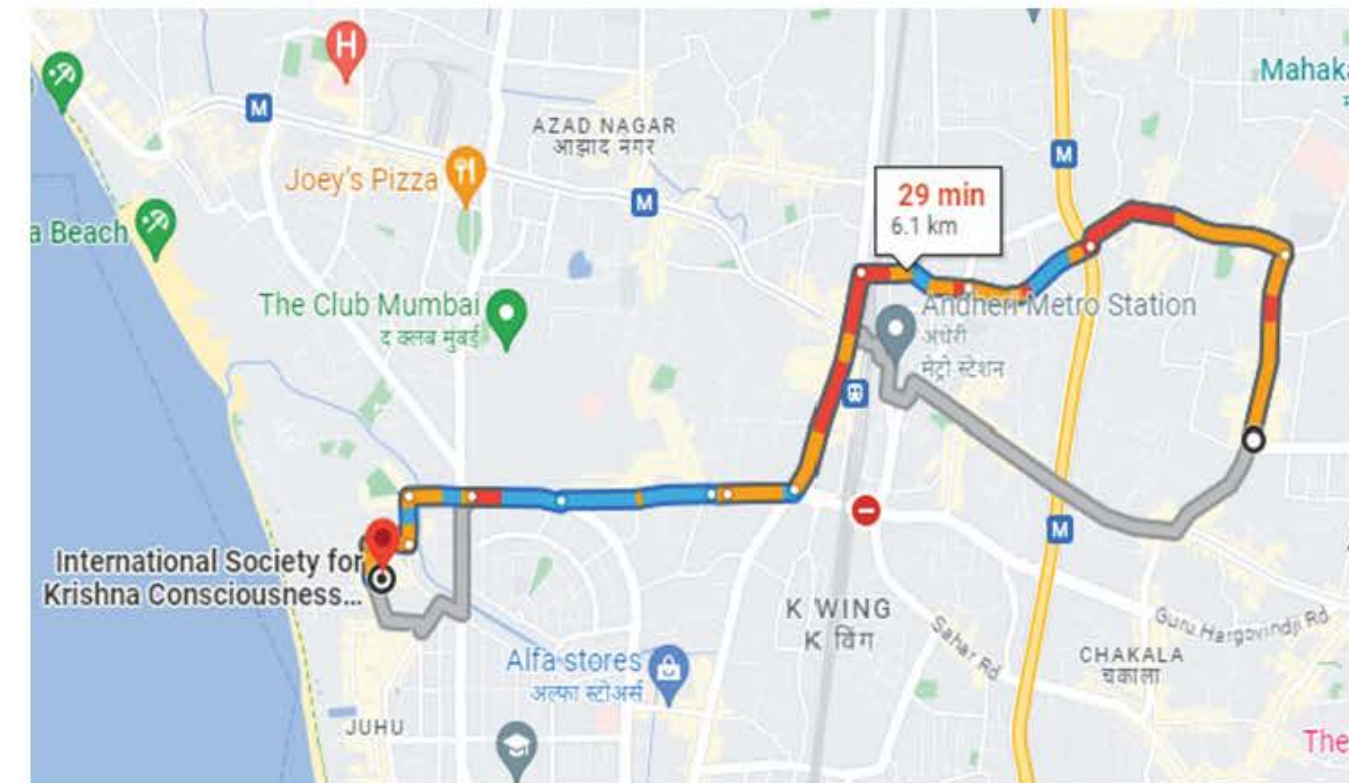 H
Mahak
M
AZAD NAGAR
आझाद नगर
M
Joey's Pizza
M
29 min
6.1 km
a Beach
The Club Mumbai
द क्लब मुंबई
Andheri Metro Station
अंधेरी
मेट्रो स्टेशन
International Society for
Krishna Consciousness...
M
K WING
K विंग
Guru Hargovindji Rd
Sahar Rd
CHAKALA
चकाला
Alfa stores
अल्फा स्टोअर्स
JUHU
The